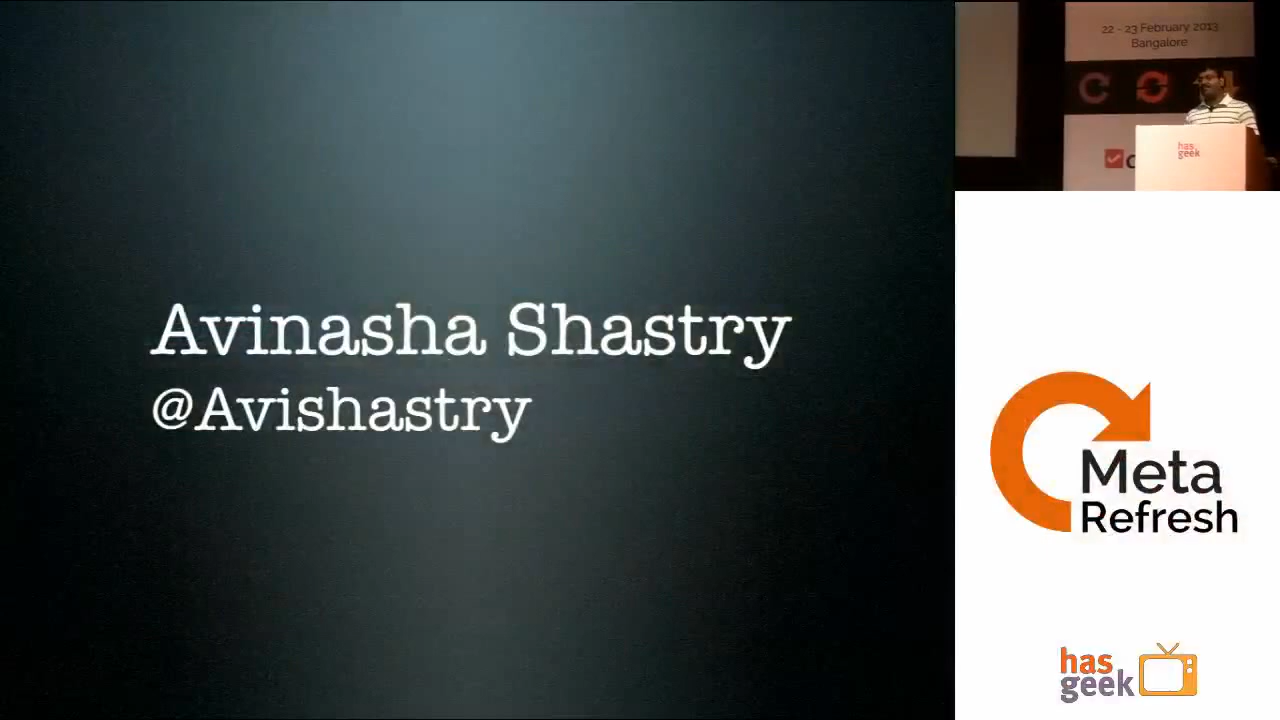 Avinasha Shastry
@Avishastry
22 - 23 February 2013
Bangalore
has
geek
Meta
Refresh
has
geek